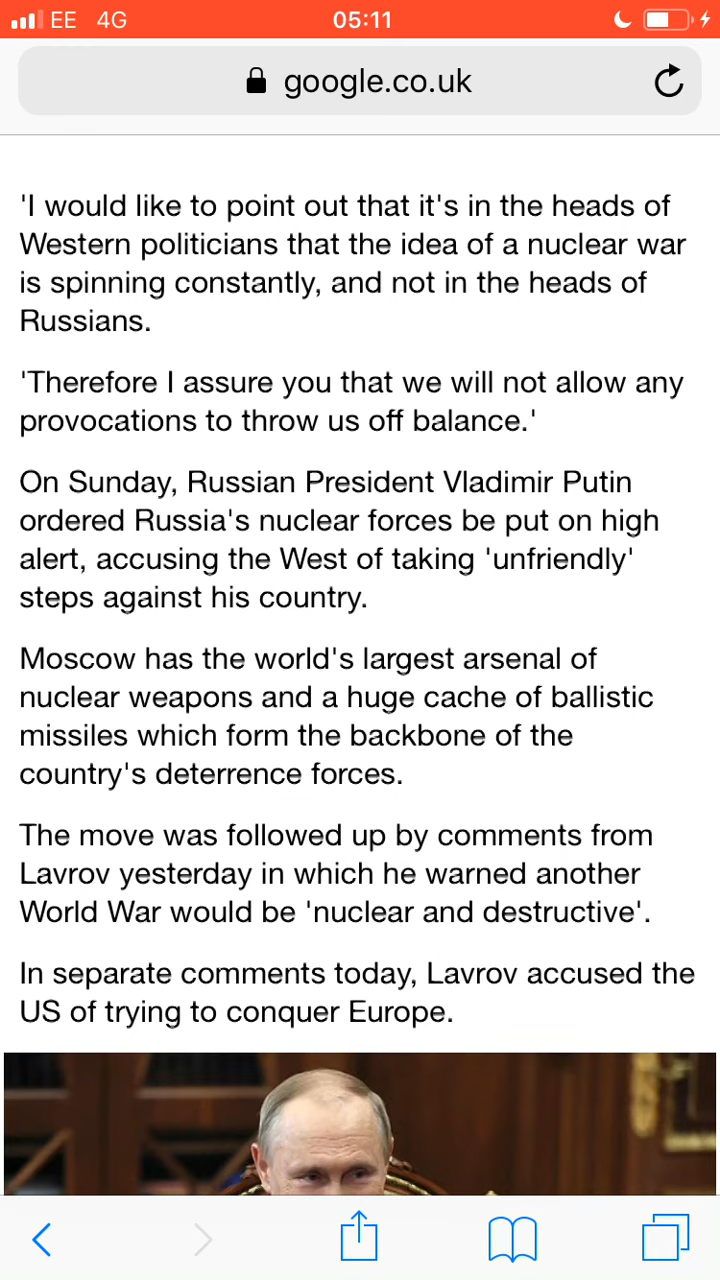 EE 4G 05:11
google.co.uk
'I would like to point out that it's in the heads of
Western politicians that the idea of a nuclear war
is spinning constantly, and not in the heads of
Russians.
'Therefore I assure you that we will not allow any
provocations to throw us off balance.'
On Sunday, Russian President Vladimir Putin
ordered Russia's nuclear forces be put on high
alert, accusing the West of taking 'unfriendly'
steps against his country.
Moscow has the world's largest arsenal of
nuclear weapons and a huge cache of ballistic
missiles which form the backbone of the
country's deterrence forces.
The move was followed up by comments from
Lavrov yesterday in which he warned another
World War would be 'nuclear and destructive'.
In separate comments today, Lavrov accused the
US of trying to conquer Europe.